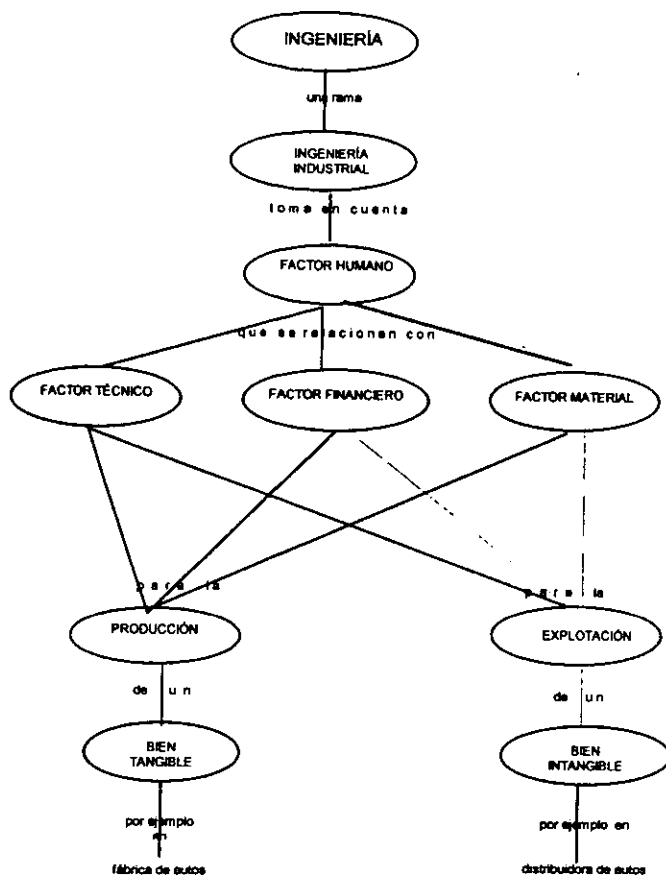 INGENIERÍA
una rama
INGENIERÍA
INDUSTRIAL
toma en cuenta
FACTOR HUMANO
que se relacionan con
FACTOR TÉCNICO
FACTOR FINANCIERO
FACTOR MATERIAL
para la
para la
PRODUCCIÓN
EXPLOTACIÓN
de un
de un
BIEN
TANGIBLE
BIEN
INTANGIBLE
por ejemplo
en
por ejemplo en
fábrica de autos
distribuidora de autos